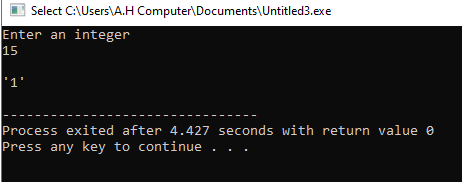 Select C:\Users\A.H Computer\Documents\Untitled3.exe
Enter an integer
15
'1'
--------------------------------
Process exited after 4.427 seconds with return value 0
Press any key to continue . . .